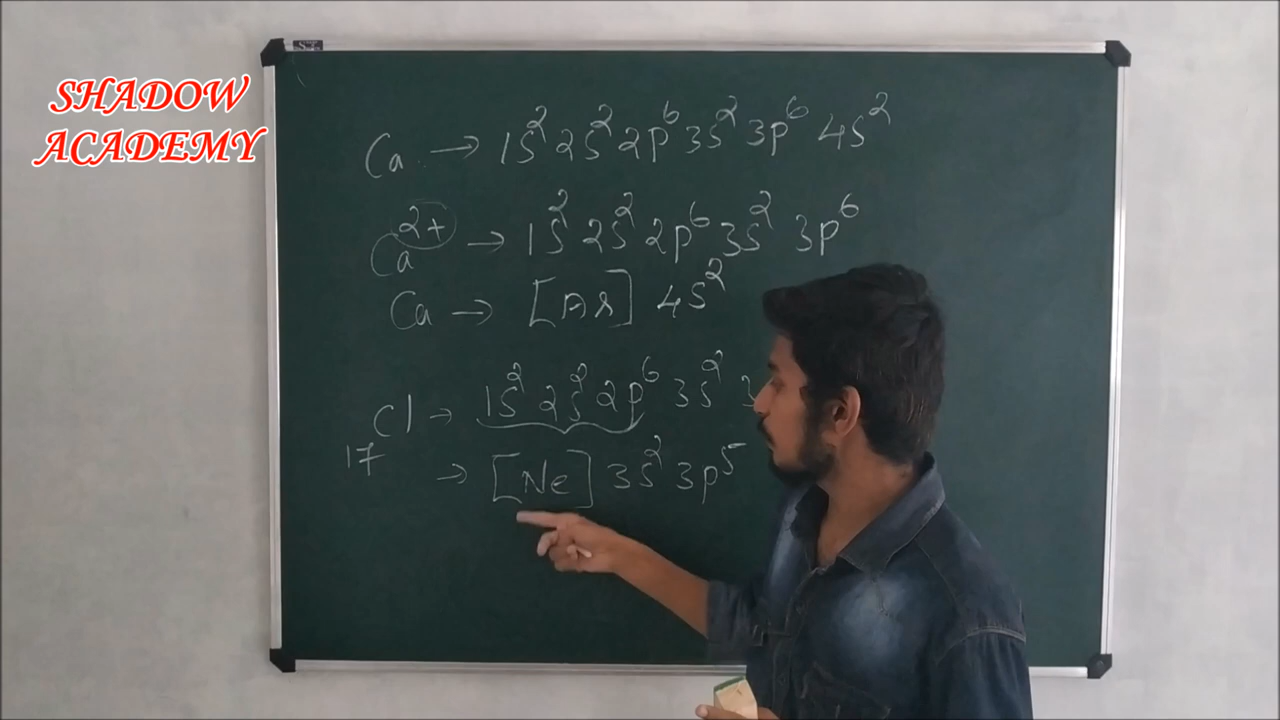 SHADOW
ACADEMY
Ca → 1s² 2s² 2p⁶ 3s² 3p⁶ 4s²
Ca²⁺ → 1s² 2s² 2p⁶ 3s² 3p⁶
Ca → [Ar] 4s²
Cl → 1s² 2s² 2p⁶ 3s² 3
17
→ [Ne] 3s² 3p⁵